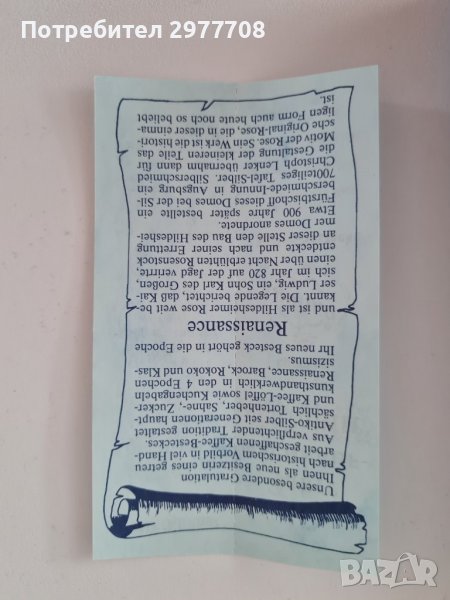 Потребител 2977708
Unsere besondere Gratulation
Ihnen als neue Besitzerin eines getreu
nach historischem Vorbild in viel Hand-
arbeit geschaffenen Kaffee-Besteckes.
Aus verpflichtender Tradition gestaltet
Antiko-Silber seit Generationen haupt-
sächlich Tortenheber, Sahne-, Zucker-
und Kaffee-Löffel sowie Kuchengabeln
kunsthandwerklich in den 4 Epochen
Renaissance, Barock, Rokoko und Klas-
sizismus.
Ihr neues Besteck gehört in die Epoche
Renaissance
und ist als Hildesheimer Rose weit be-
kannt. Die Legende berichtet, daß Kai-
ser Ludwig, ein Sohn Karl des Großen,
sich im Jahr 820 auf der Jagd verirrte,
einen über Nacht erblühten Rosenstock
entdeckte und nach seiner Errettung
an dieser Stelle den Bau des Hildeshei-
mer Domes anordnete.
Etwa 900 Jahre später bestellte ein
Fürstbischof dieses Domes bei der Sil-
berschmiede-Innung in Augsburg ein
700teiliges Tafel-Silber. Silberschmied
Christoph Lenker übernahm dann für
die Gestaltung der kleineren Teile das
Motiv der Rose. Sein Werk ist die histori-
sche Original-Rose, die in dieser einma-
ligen Form auch heute noch so beliebt
ist.
BAZAR